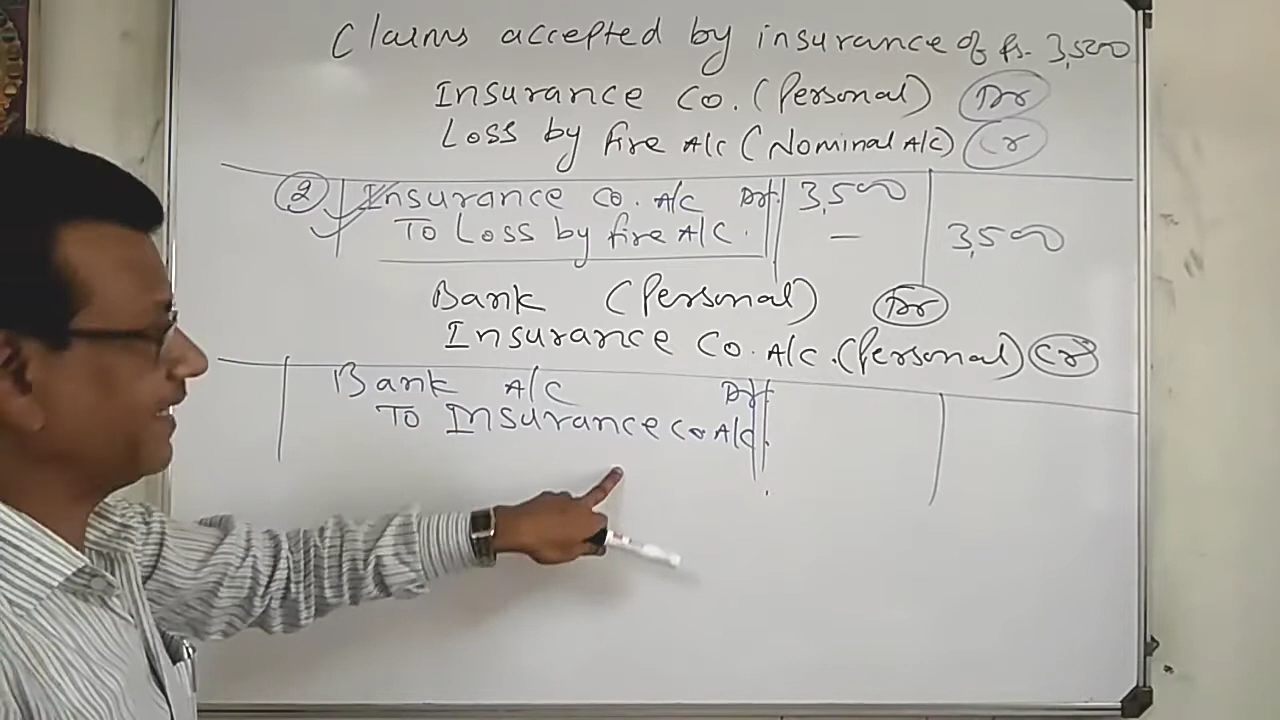 Claims accepted by insurance of Rs. 3,500
Insurance Co. (Personal) Dr
Loss by fire A/c (Nominal A/c) Cr
2 Insurance Co. A/c Dr. 3,500
To Loss by fire A/C. — 3,500
Bank (Personal) Dr
Insurance Co. A/c. (Personal) Cr
Bank A/C Dr
To Insurance Co A/C.